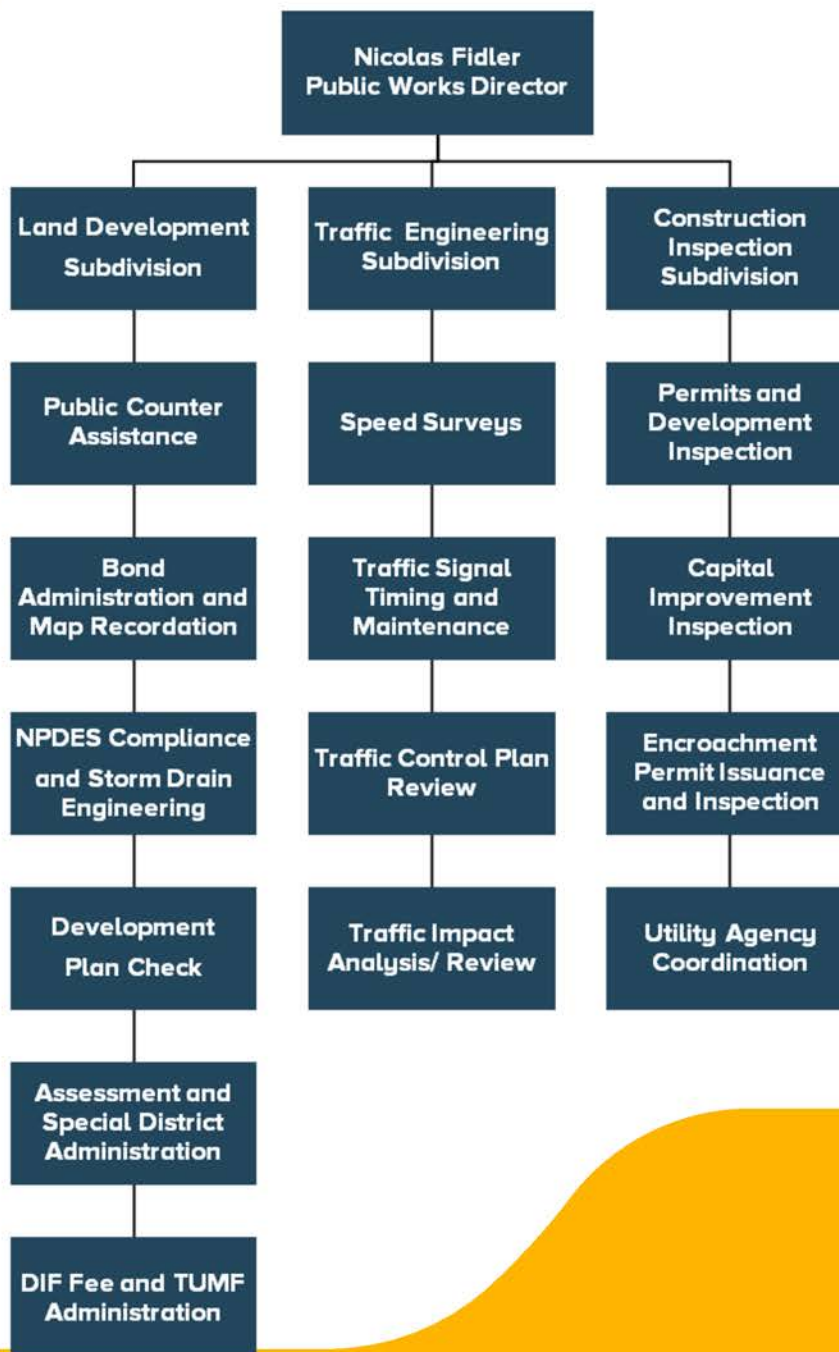 Nicolas Fidler
Public Works Director
Land Development
Subdivision
Public Counter
Assistance
Bond
Administration and
Map Recordation
NPDES Compliance
and Storm Drain
Engineering
Development
Plan Check
Assessment and
Special District
Administration
DIF Fee and TUMF
Administration
Traffic Engineering
Subdivision
Speed Surveys
Traffic Signal
Timing and
Maintenance
Traffic Control Plan
Review
Traffic Impact
Analysis/ Review
Construction
Inspection
Subdivision
Permits and
Development
Inspection
Capital
Improvement
Inspection
Encroachment
Permit Issuance
and Inspection
Utility Agency
Coordination